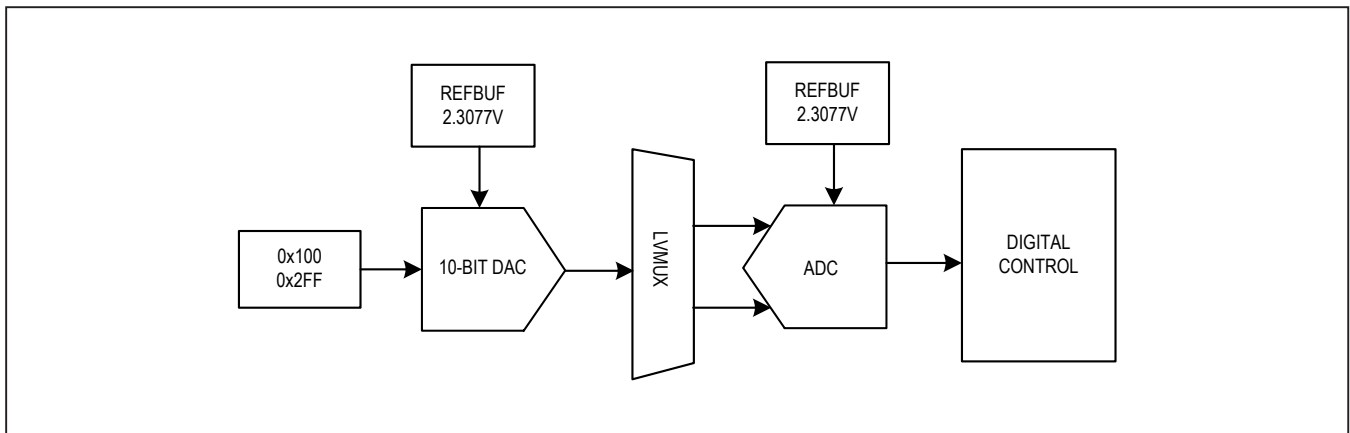 REFBUF
2.3077V
REFBUF
2.3077V
0x100
0x2FF
10-BIT DAC
LVMUX
ADC
DIGITAL
CONTROL